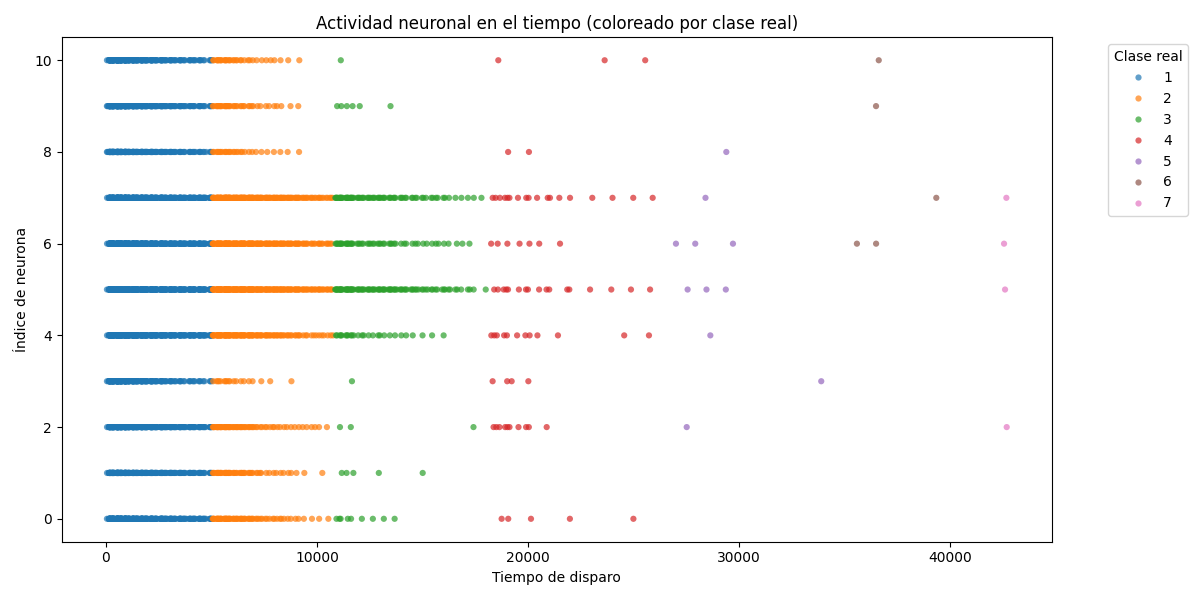 Actividad neuronal en el tiempo (coloreado por clase real)
Clase real
1
2
3
4
5
6
7
10
8
6
4
2
0
Índice de neurona
0 10000 20000 30000 40000
Tiempo de disparo